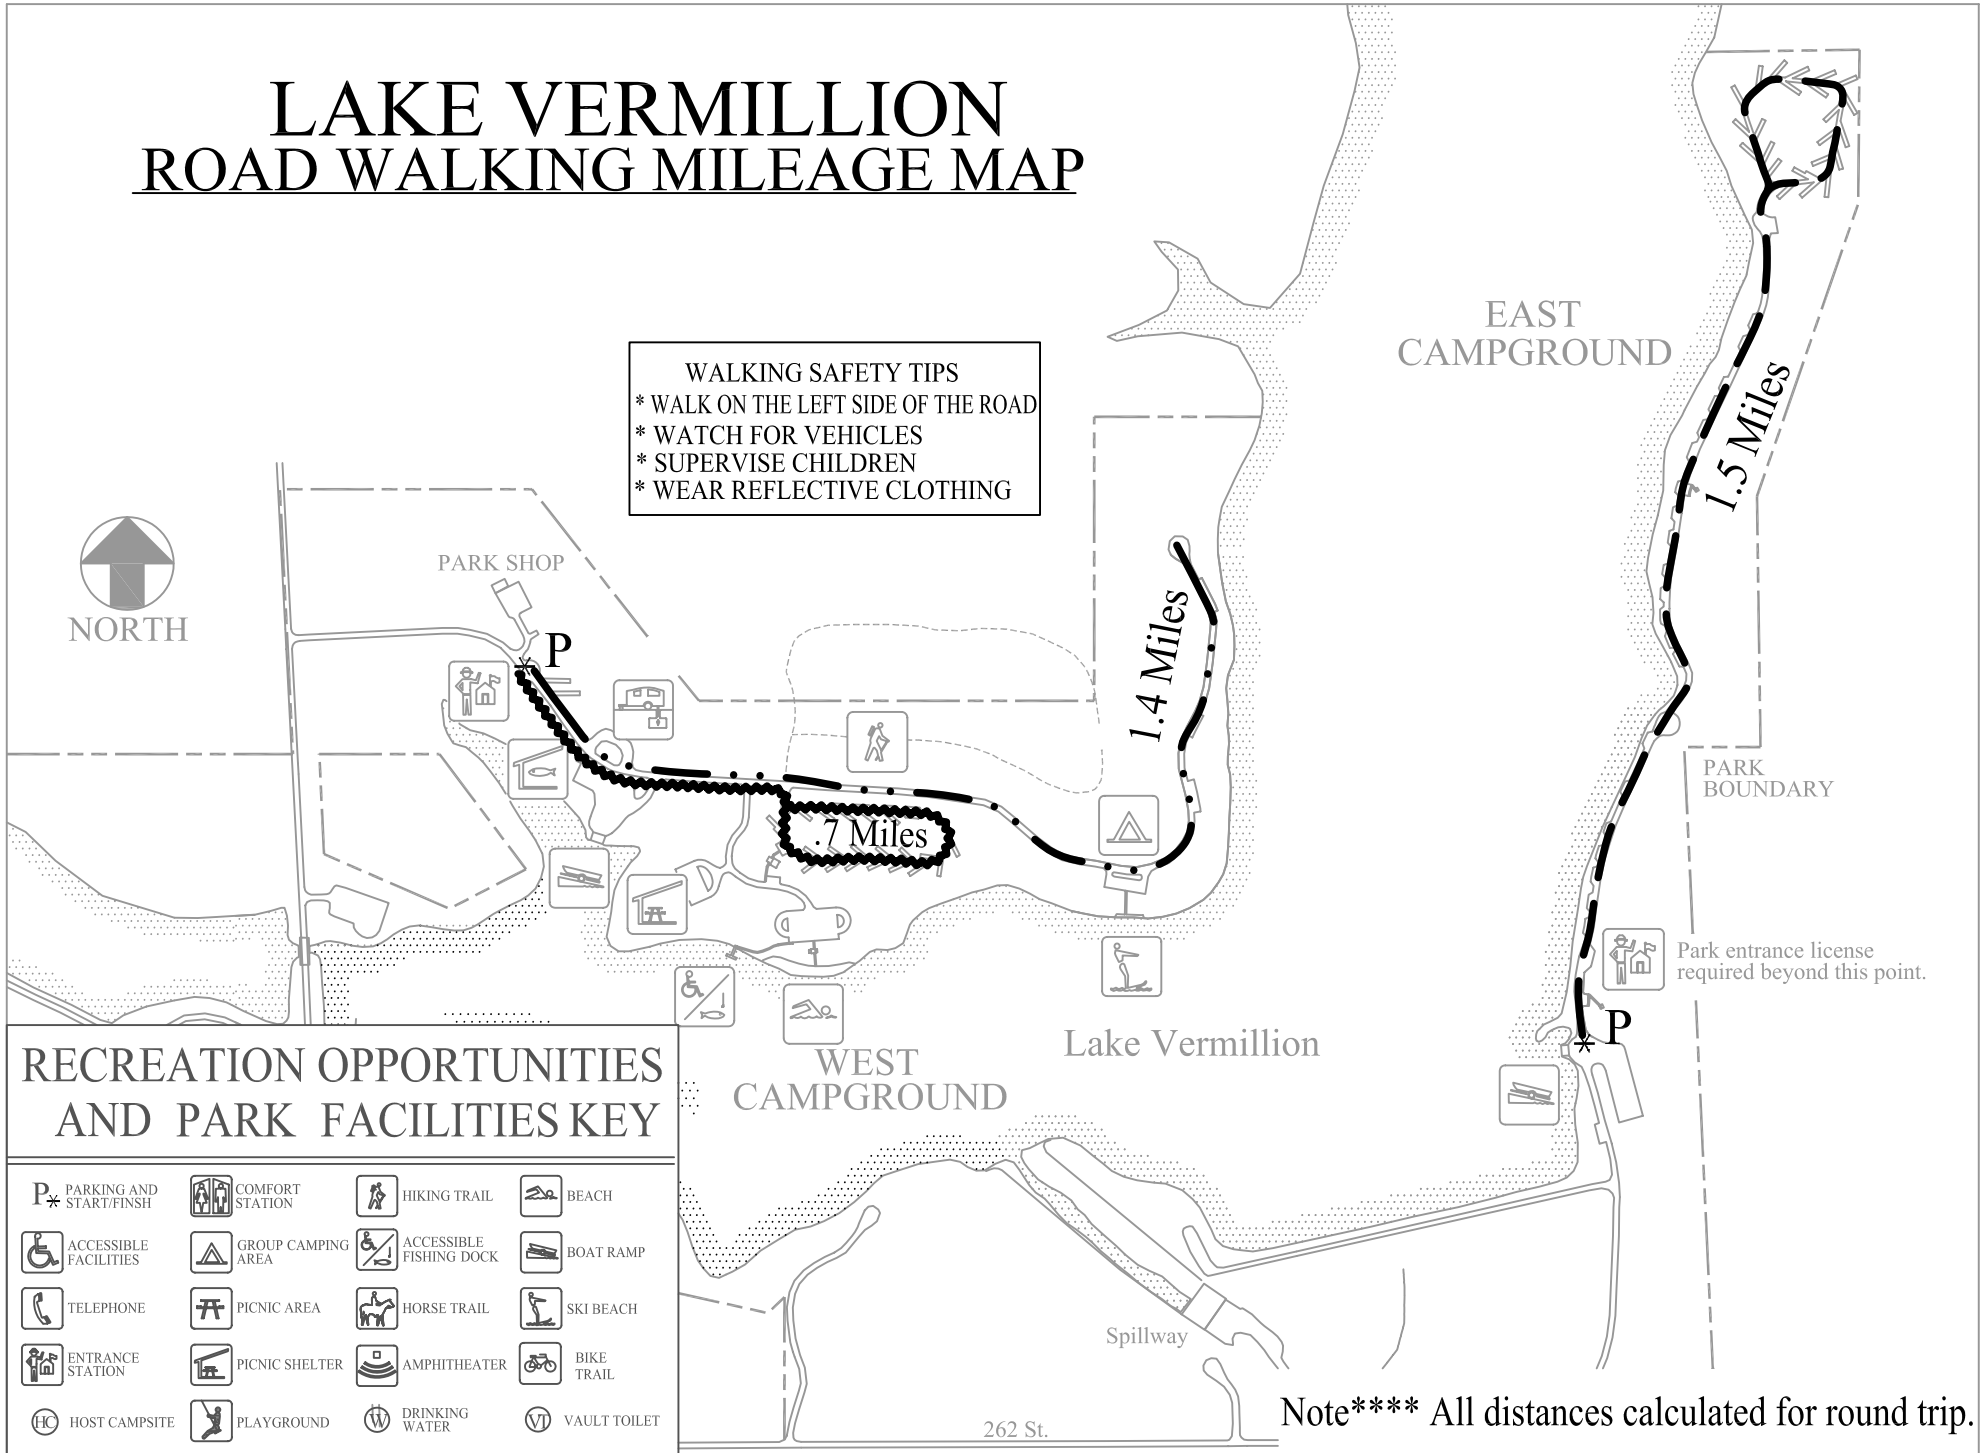 LAKE VERMILLION
ROAD WALKING MILEAGE MAP
EAST
CAMPGROUND
1.5 Miles
WALKING SAFETY TIPS
* WALK ON THE LEFT SIDE OF THE ROAD
* WATCH FOR VEHICLES
* SUPERVISE CHILDREN
* WEAR REFLECTIVE CLOTHING
NORTH
PARK SHOP
P
1.4 Miles
.7 Miles
PARK
BOUNDARY
Park entrance license
required beyond this point.
P
Lake Vermillion
WEST
CAMPGROUND
RECREATION OPPORTUNITIES
AND PARK FACILITIES KEY
P* PARKING AND
START/FINSH
COMFORT
STATION
HIKING TRAIL
BEACH
ACCESSIBLE
FACILITIES
GROUP CAMPING
AREA
ACCESSIBLE
FISHING DOCK
BOAT RAMP
TELEPHONE
PICNIC AREA
HORSE TRAIL
SKI BEACH
ENTRANCE
STATION
PICNIC SHELTER
AMPHITHEATER
BIKE
TRAIL
HC HOST CAMPSITE
PLAYGROUND
W DRINKING
WATER
VT VAULT TOILET
Spillway
262 St.
Note**** All distances calculated for round trip.